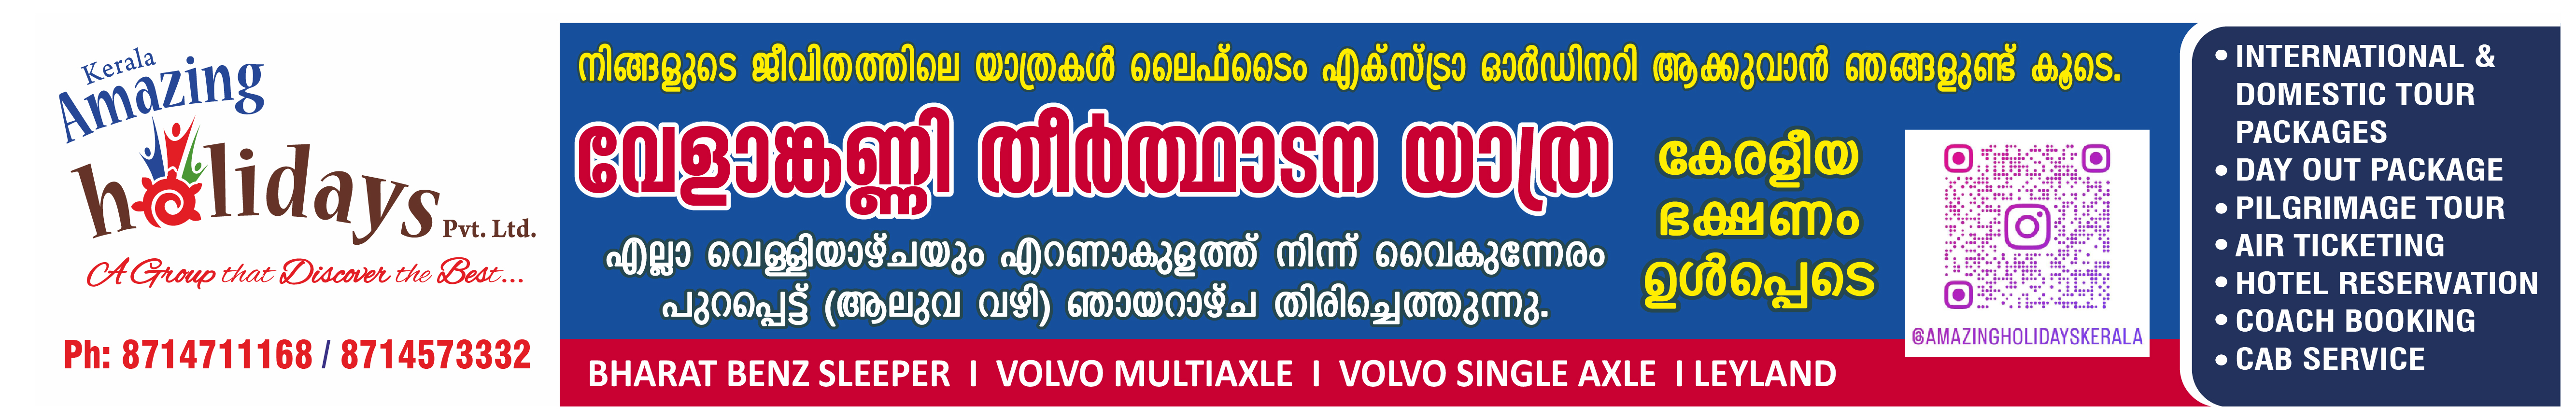 Kerala
Amazing
holidays Pvt. Ltd.
A Group that Discover the Best...
Ph: 8714711168 / 8714573332
നിങ്ങളുടെ ജീവിതത്തിലെ യാത്രകൾ ലൈഫ്ടൈം എക്സ്ട്രാ ഓർഡിനറി ആക്കുവാൻ ഞങ്ങളുണ്ട് കൂടെ.
വേളാങ്കണ്ണി തീർത്ഥാടന യാത്ര
എല്ലാ വെള്ളിയാഴ്ചയും എറണാകുളത്ത് നിന്ന് വൈകുന്നേരം
പുറപ്പെട്ട് (ആലുവ വഴി) ഞായറാഴ്ച തിരിച്ചെത്തുന്നു.
കേരളീയ
ഭക്ഷണം
ഉൾപ്പെടെ
@AMAZINGHOLIDAYSKERALA
BHARAT BENZ SLEEPER I VOLVO MULTIAXLE I VOLVO SINGLE AXLE I LEYLAND
• INTERNATIONAL &
DOMESTIC TOUR
PACKAGES
• DAY OUT PACKAGE
• PILGRIMAGE TOUR
• AIR TICKETING
• HOTEL RESERVATION
• COACH BOOKING
• CAB SERVICE